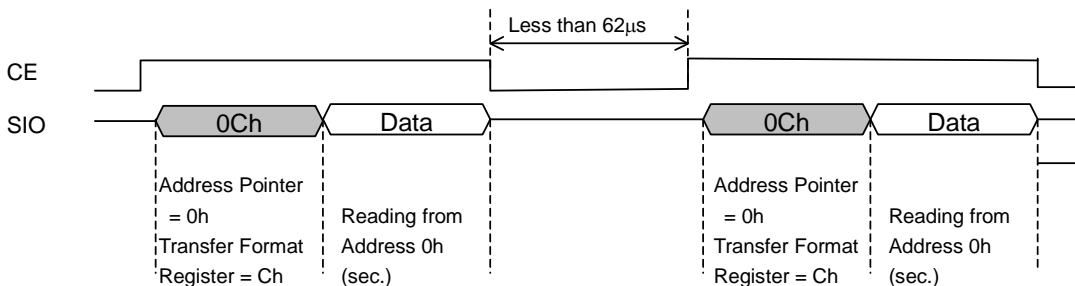 Less than 62μs
CE
SIO
0Ch
Data
0Ch
Data
Address Pointer
= 0h
Transfer Format
Register = Ch
Reading from
Address 0h
(sec.)
Address Pointer
= 0h
Transfer Format
Register = Ch
Reading from
Address 0h
(sec.)